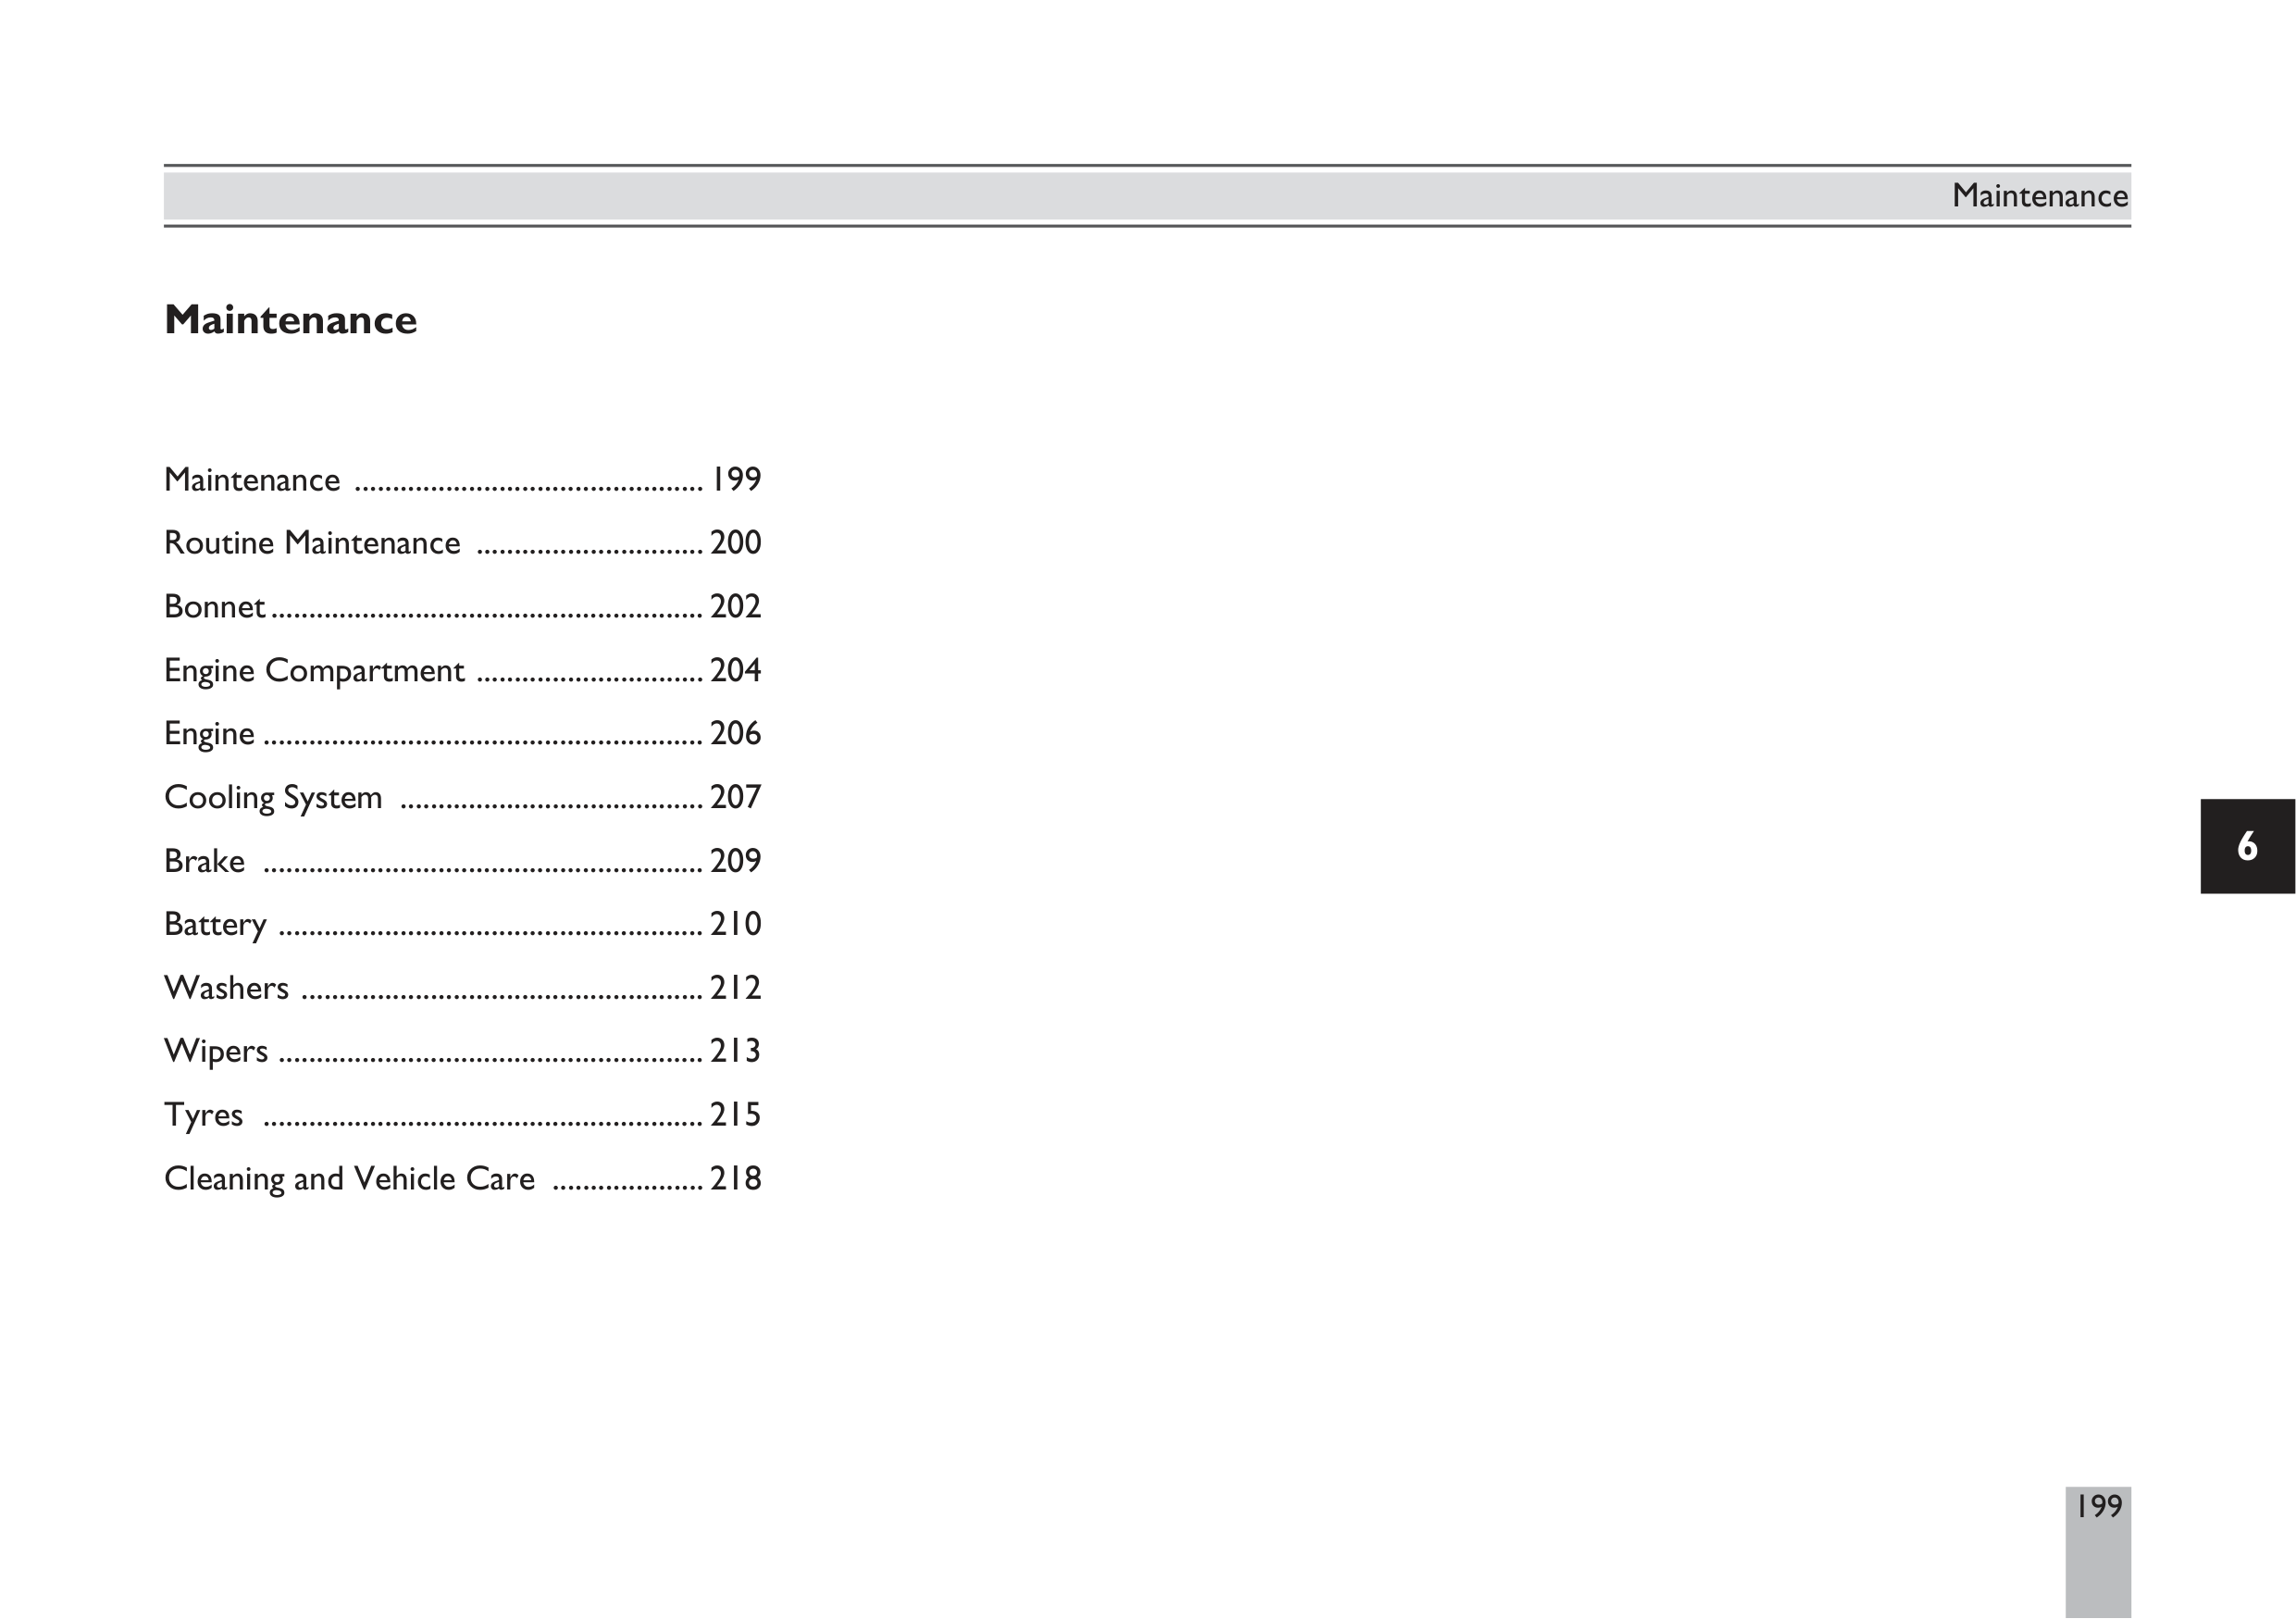 Maintenance
Maintenance
Maintenance .............................................. 199
Routine Maintenance .............................. 200
Bonnet......................................................... 202
Engine Compartment .............................. 204
Engine .......................................................... 206
Cooling System ........................................ 207
Brake .......................................................... 209
Battery ........................................................ 210
Washers ..................................................... 212
Wipers ........................................................ 213
Tyres .......................................................... 215
Cleaning and Vehicle Care .................... 218
6
199